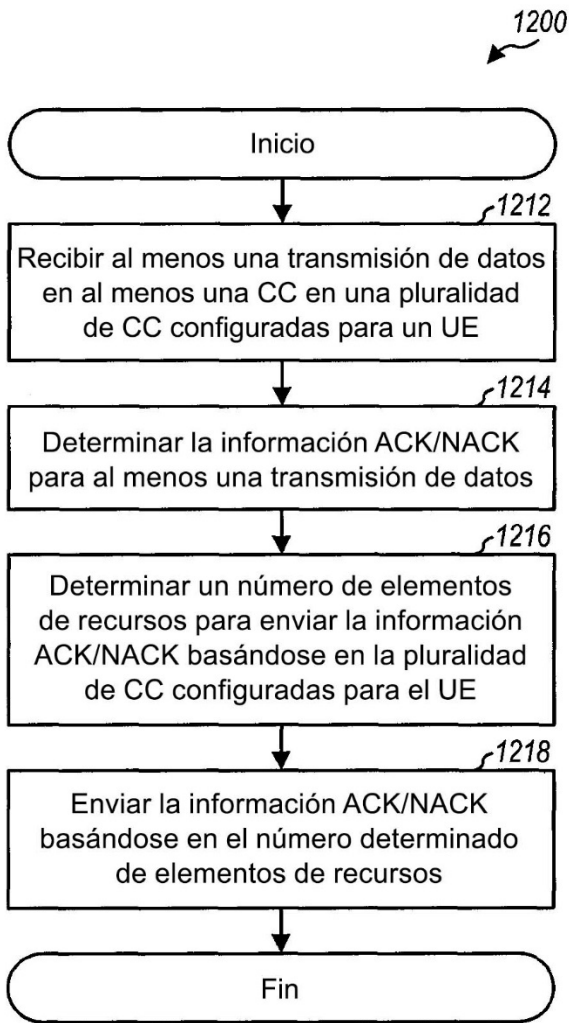 1200
Inicio
1212
Recibir al menos una transmisión de datos
en al menos una CC en una pluralidad
de CC configuradas para un UE
1214
Determinar la información ACK/NACK
para al menos una transmisión de datos
1216
Determinar un número de elementos
de recursos para enviar la información
ACK/NACK basándose en la pluralidad
de CC configuradas para el UE
1218
Enviar la información ACK/NACK
basándose en el número determinado
de elementos de recursos
Fin